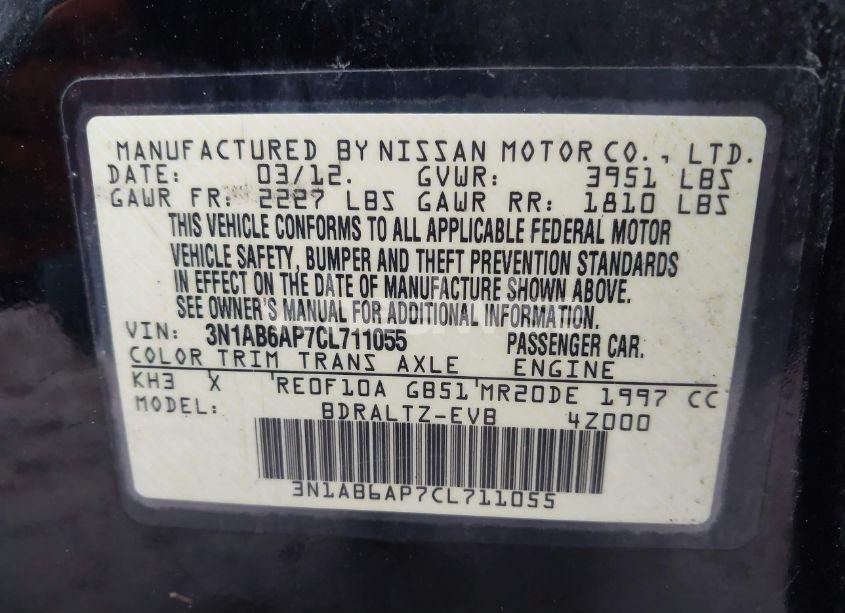 MANUFACTURED BY NISSAN MOTOR CO., LTD.
DATE: 03/12. GVWR: 3951 LBS
GAWR FR: 2227 LBS GAWR RR: 1810 LBS
THIS VEHICLE CONFORMS TO ALL APPLICABLE FEDERAL MOTOR
VEHICLE SAFETY, BUMPER AND THEFT PREVENTION STANDARDS
IN EFFECT ON THE DATE OF MANUFACTURE SHOWN ABOVE.
SEE OWNER'S MANUAL FOR ADDITIONAL INFORMATION.
VIN: 3N1AB6AP7CL711055 PASSENGER CAR.
COLOR TRIM TRANS AXLE ENGINE
KH3 X RE0F10A GB51 MR20DE 1997 CC
MODEL: BDRALTZ-EVB 4Z000
3N1AB6AP7CL711055